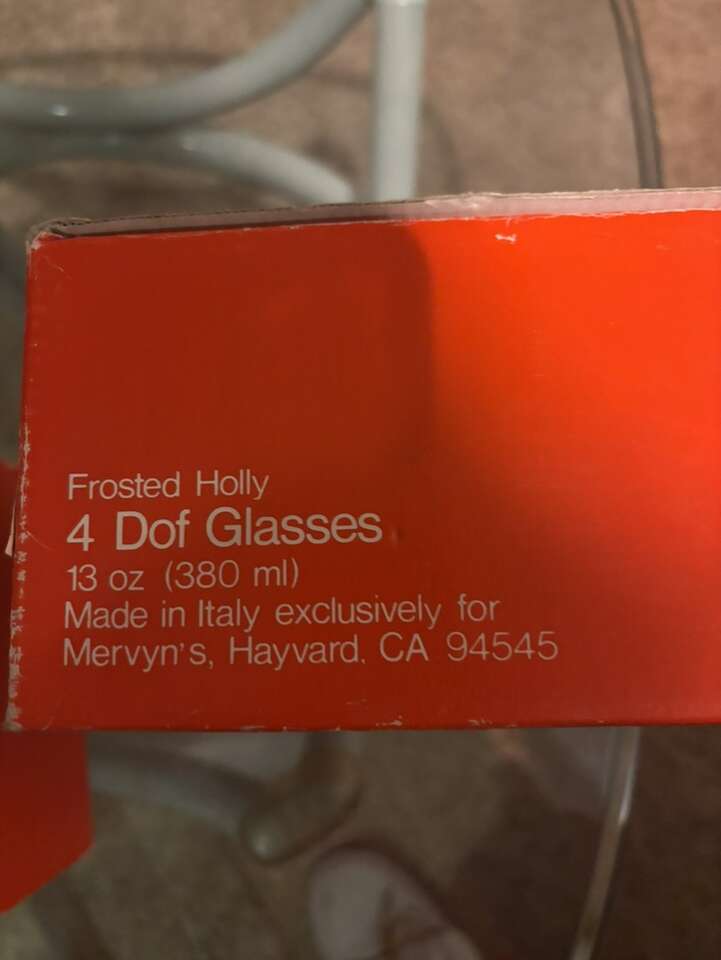 Frosted Holly
4 Dof Glasses
13 oz (380 ml)
Made in Italy exclusively for
Mervyn's, Hayvard. CA 94545